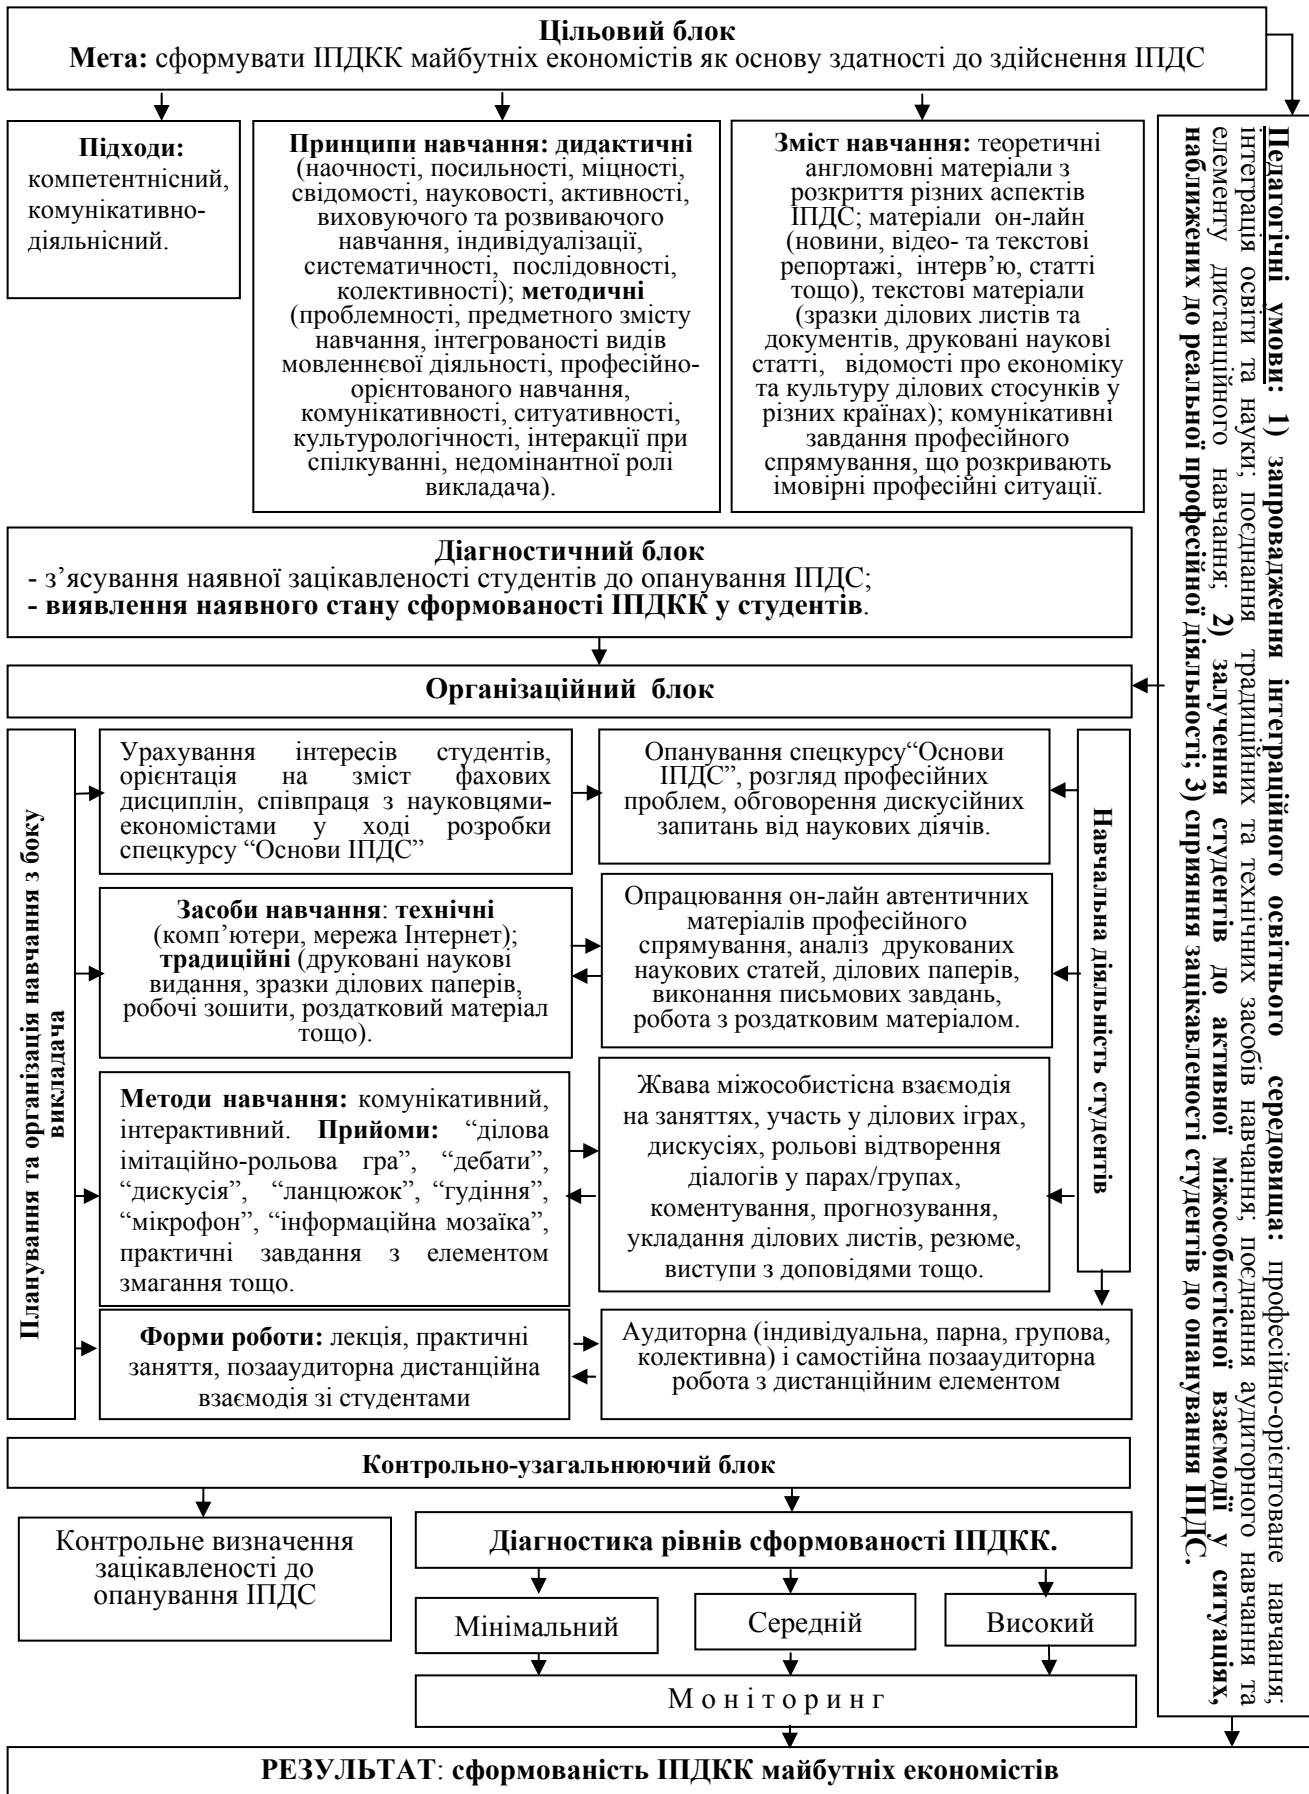 Цільовий блок
Мета: сформувати ІПДКК майбутніх економістів як основу здатності до здійснення ІПДС
Підходи:
компетентнісний,
комунікативно-
діяльнісний.
Принципи навчання: дидактичні
(наочності, посильності, міцності,
свідомості, науковості, активності,
виховуючого та розвиваючого
навчання, індивідуалізації,
систематичності, послідовності,
колективності); методичні
(проблемності, предметного змісту
навчання, інтегрованості видів
мовленнєвої діяльності, професійно-
орієнтованого навчання,
комунікативності, ситуативності,
культурологічності, інтеракції при
спілкуванні, недомінантної ролі
викладача).
Зміст навчання: теоретичні
англомовні матеріали з
розкриття різних аспектів
ІПДС; матеріали он-лайн
(новини, відео- та текстові
репортажі, інтерв’ю, статті
тощо), текстові матеріали
(зразки ділових листів та
документів, друковані наукові
статті, відомості про економіку
та культуру ділових стосунків у
різних країнах); комунікативні
завдання професійного
спрямування, що розкривають
імовірні професійні ситуації.
Педагогічні умови: 1) запровадження інтеграційного освітнього середовища: професійно-орієнтоване навчання;
інтеграція освіти та науки; поєднання традиційних та технічних засобів навчання; поєднання аудиторного навчання та
елементу дистанційного навчання; 2) залучення студентів до активної міжособистісної взаємодії у ситуаціях,
наближених до реальної професійної діяльності; 3) сприяння зацікавленості студентів до опанування ІПДС.
Діагностичний блок
- з’ясування наявної зацікавленості студентів до опанування ІПДС;
- виявлення наявного стану сформованості ІПДКК у студентів.
Організаційний блок
Планування та організація навчання з боку
викладача
Урахування інтересів студентів,
орієнтація на зміст фахових
дисциплін, співпраця з науковцями-
економістами у ході розробки
спецкурсу “Основи ІПДС”
Опанування спецкурсу“Основи
ІПДС”, розгляд професійних
проблем, обговорення дискусійних
запитань від наукових діячів.
Навчальна діяльність студентів
Засоби навчання: технічні
(комп’ютери, мережа Інтернет);
традиційні (друковані наукові
видання, зразки ділових паперів,
робочі зошити, роздатковий матеріал
тощо).
Опрацювання он-лайн автентичних
матеріалів професійного
спрямування, аналіз друкованих
наукових статей, ділових паперів,
виконання письмових завдань,
робота з роздатковим матеріалом.
Методи навчання: комунікативний,
інтерактивний. Прийоми: “ділова
імітаційно-рольова гра”, “дебати”,
“дискусія”, “ланцюжок”, “гудіння”,
“мікрофон”, “інформаційна мозаїка”,
практичні завдання з елементом
змагання тощо.
Жвава міжособистісна взаємодія
на заняттях, участь у ділових іграх,
дискусіях, рольові відтворення
діалогів у парах/групах,
коментування, прогнозування,
укладання ділових листів, резюме,
виступи з доповідями тощо.
Форми роботи: лекція, практичні
заняття, позааудиторна дистанційна
взаємодія зі студентами
Аудиторна (індивідуальна, парна, групова,
колективна) і самостійна позааудиторна
робота з дистанційним елементом
Контрольно-узагальнюючий блок
Контрольне визначення
зацікавленості до
опанування ІПДС
Діагностика рівнів сформованості ІПДКК.
Мінімальний
Середній
Високий
М о н і т о р и н г
РЕЗУЛЬТАТ: сформованість ІПДКК майбутніх економістів